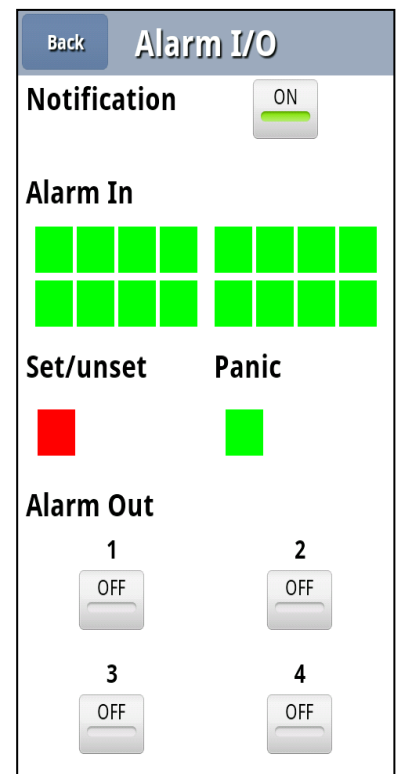 Back Alarm I/O
Notification ON
Alarm In
Set/unset Panic
Alarm Out
1 2
OFF OFF
3 4
OFF OFF